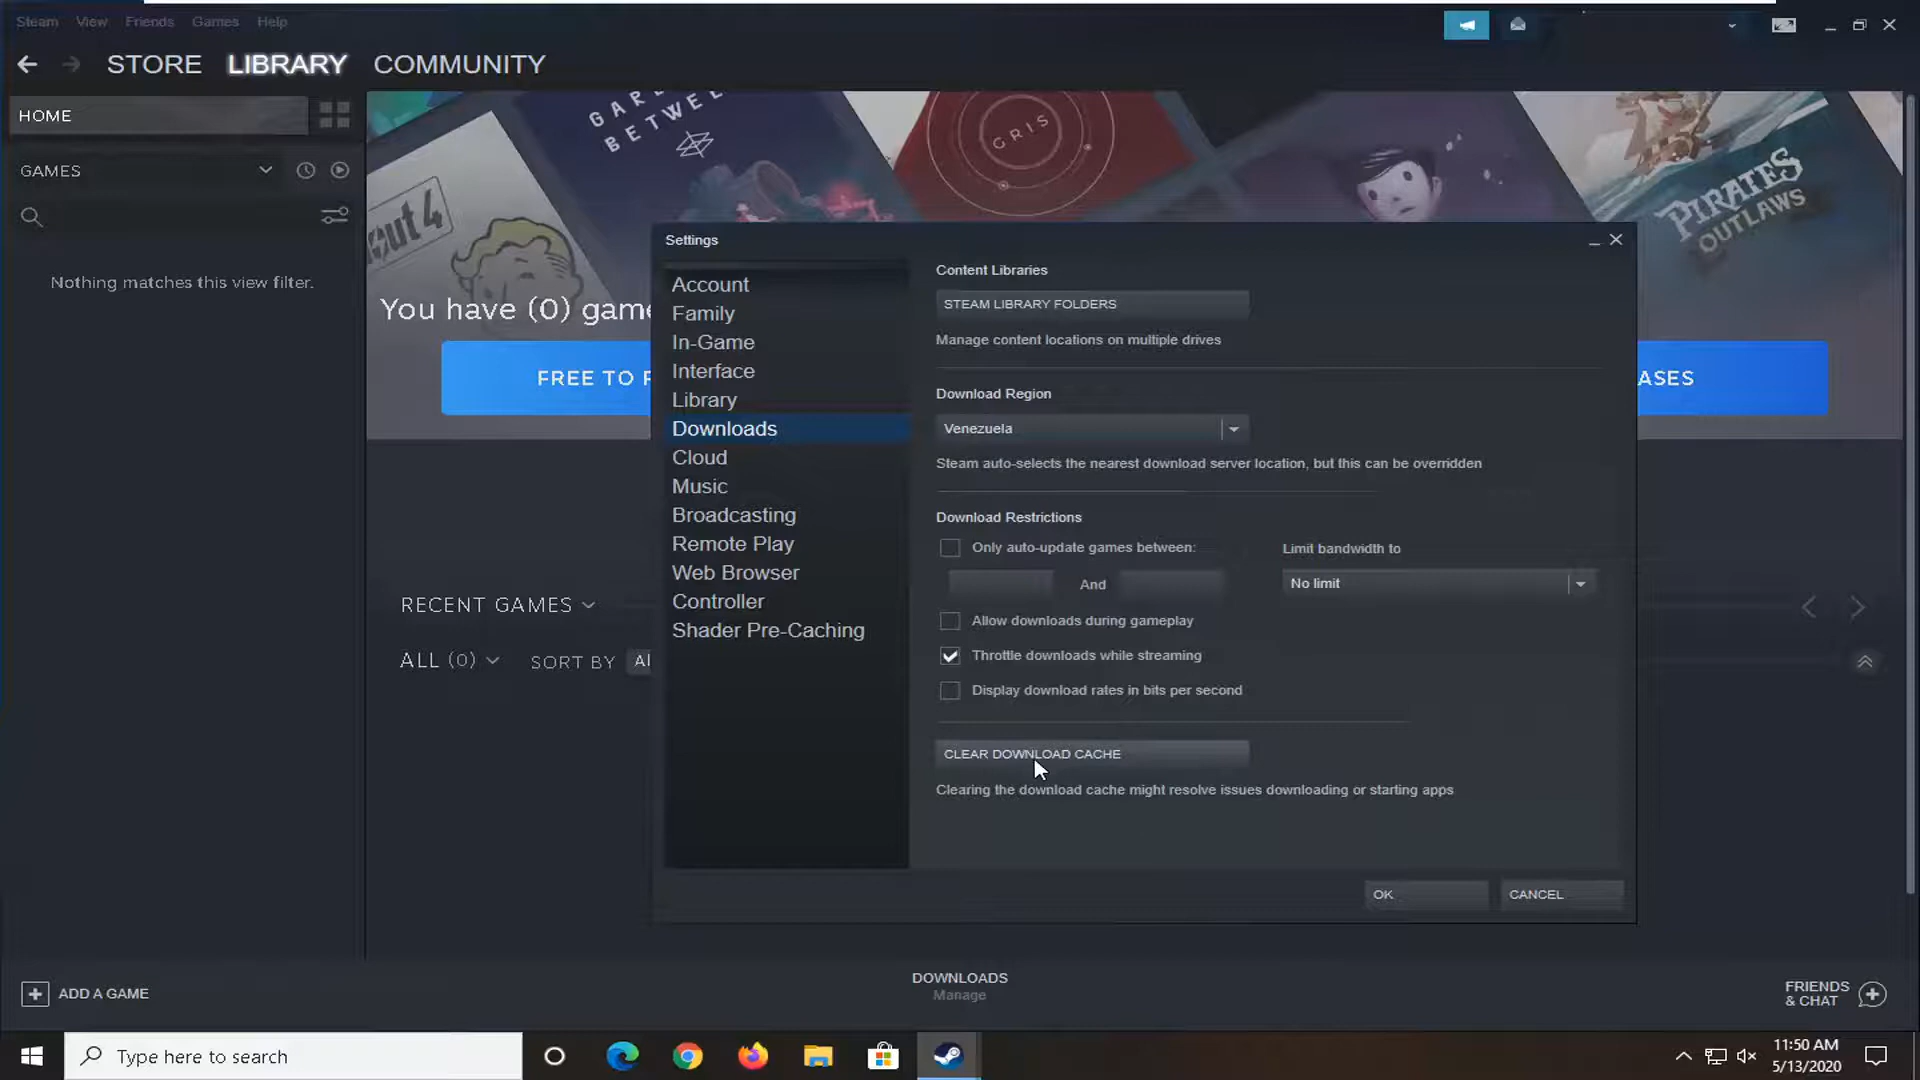 Steam View Friends Games Help
STORE LIBRARY COMMUNITY
HOME
GAMES
Nothing matches this view filter.
GARDE
BETWEEN
GRIS
out 4
PIRATES
OUTLAWS
You have (0) game
FREE TO P
ASES
RECENT GAMES
ALL (0) SORT BY Al
Settings
Account
Family
In-Game
Interface
Library
Downloads
Cloud
Music
Broadcasting
Remote Play
Web Browser
Controller
Shader Pre-Caching
Content Libraries
STEAM LIBRARY FOLDERS
Manage content locations on multiple drives
Download Region
Venezuela
Steam auto-selects the nearest download server location, but this can be overridden
Download Restrictions
Only auto-update games between:
And
Limit bandwidth to
No limit
Allow downloads during gameplay
Throttle downloads while streaming
Display download rates in bits per second
CLEAR DOWNLOAD CACHE
Clearing the download cache might resolve issues downloading or starting apps
OK CANCEL
ADD A GAME
DOWNLOADS
Manage
FRIENDS
& CHAT
Type here to search
11:50 AM
5/13/2020